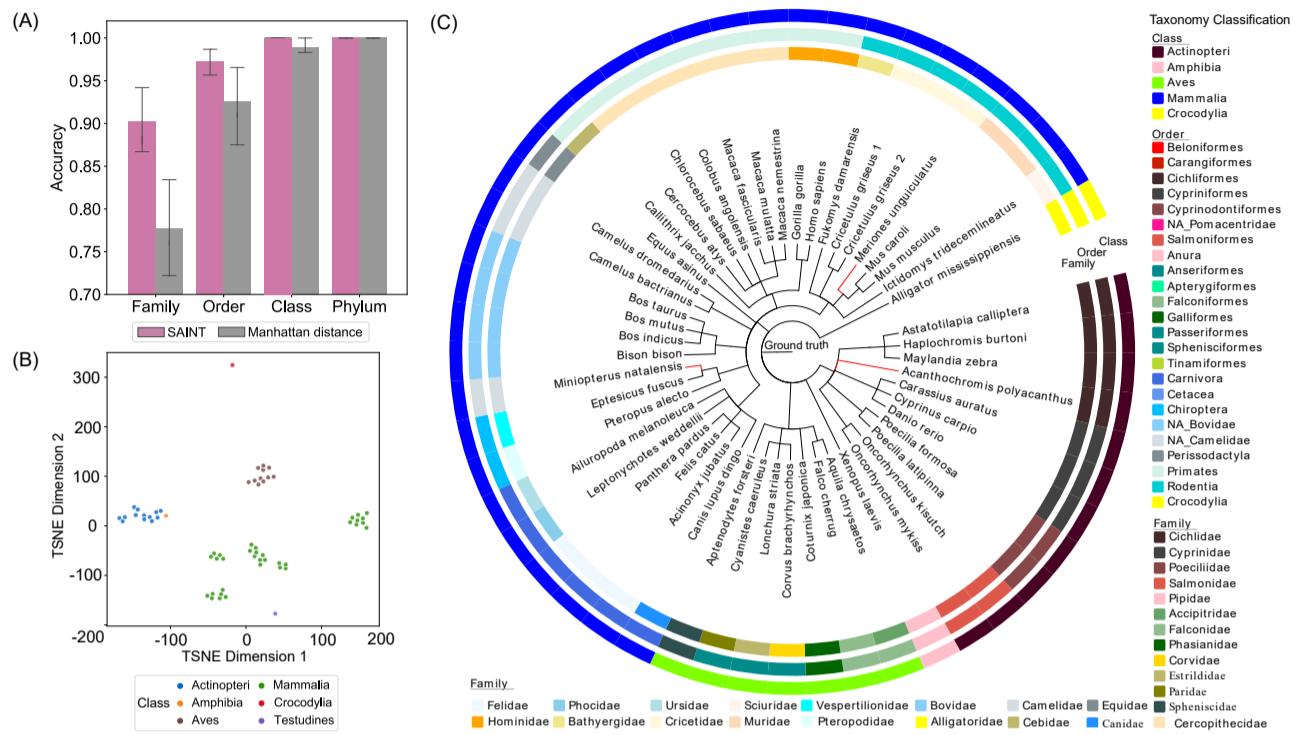 (A)
Accuracy
1.00
0.95
0.90
0.85
0.80
0.75
0.70
Family
Order
Class
Phylum
SAINT
Manhattan distance
(B)
TSNE Dimension 2
300
200
100
0
-100
-200
-100
0
100
200
TSNE Dimension 1
Class
Actinopteri
Amphibia
Aves
Mammalia
Crocodylia
Testudines
(C)
Macaca nemestrina
Macaca mulatta
Macaca fascicularis
Colobus angolensis
Chlorocebus sabaeus
Cercocebus atys
Callithrix jacchus
Equus asinus
Camelus dromedarius
Camelus bactrianus
Bos taurus
Bos mutus
Bos indicus
Bison bison
Miniopterus natalensis
Eptesicus fuscus
Pteropus alecto
Ailuropoda melanoleuca
Leptonychotes weddellii
Panthera pardus
Felis catus
Acinonyx jubatus
Canis lupus dingo
Aptenodytes forsteri
Cyanistes caeruleus
Lonchura striata
Corvus brachyrhynchos
Coturnix japonica
Falco cherrug
Aquila chrysaetos
Xenopus laevis
Oncorhynchus mykiss
Oncorhynchus kisutch
Poecilia latipinna
Poecilia formosa
Danio rerio
Cyprinus carpio
Carassius auratus
Acanthochromis polyacanthus
Maylandia zebra
Haplochromis burtoni
Astatotilapia calliptera
Alligator mississippiensis
Ictidomys tridecemlineatus
Mus musculus
Mus caroli
Meriones unguiculatus
Cricetulus griseus 2
Cricetulus griseus 1
Fukomys damarensis
Homo sapiens
Gorilla gorilla
Ground truth
Class
Order
Family
Taxonomy Classification
Class
Actinopteri
Amphibia
Aves
Mammalia
Crocodylia
Order
Beloniformes
Carangiformes
Cichliformes
Cypriniformes
Cyprinodontiformes
NA_Pomacentridae
Salmoniformes
Anura
Anseriformes
Apterygiformes
Falconiformes
Galliformes
Passeriformes
Sphenisciformes
Tinamiformes
Carnivora
Cetacea
Chiroptera
NA_Bovidae
NA_Camelidae
Perissodactyla
Primates
Rodentia
Crocodylia
Family
Cichlidae
Cyprinidae
Poeciliidae
Salmonidae
Pipidae
Accipitridae
Falconidae
Phasianidae
Corvidae
Estrildidae
Paridae
Spheniscidae
Cercopithecidae
Family
Felidae
Phocidae
Ursidae
Sciuridae
Vespertilionidae
Bovidae
Camelidae
Equidae
Hominidae
Bathyergidae
Cricetidae
Muridae
Pteropodidae
Alligatoridae
Cebidae
Canidae